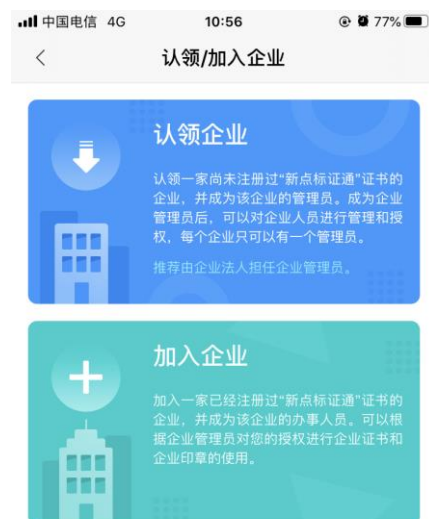 中国电信 4G 10:56 77%
认领/加入企业
认领企业
认领一家尚未注册过“新点标证通”证书的
企业，并成为该企业的管理员。成为企业
管理员后，可以对企业人员进行管理和授
权，每个企业只可以有一个管理员。
推荐由企业法人担任企业管理员。
加入企业
加入一家已经注册过“新点标证通”证书的
企业，并成为该企业的办事人员。可以根
据企业管理员对您的授权进行企业证书和
企业印章的使用。